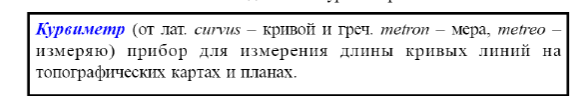 Курвиметр (от лат. curvus – кривой и греч. metron – мера, metreo –
измеряю) прибор для измерения длины кривых линий на
топографических картах и планах.